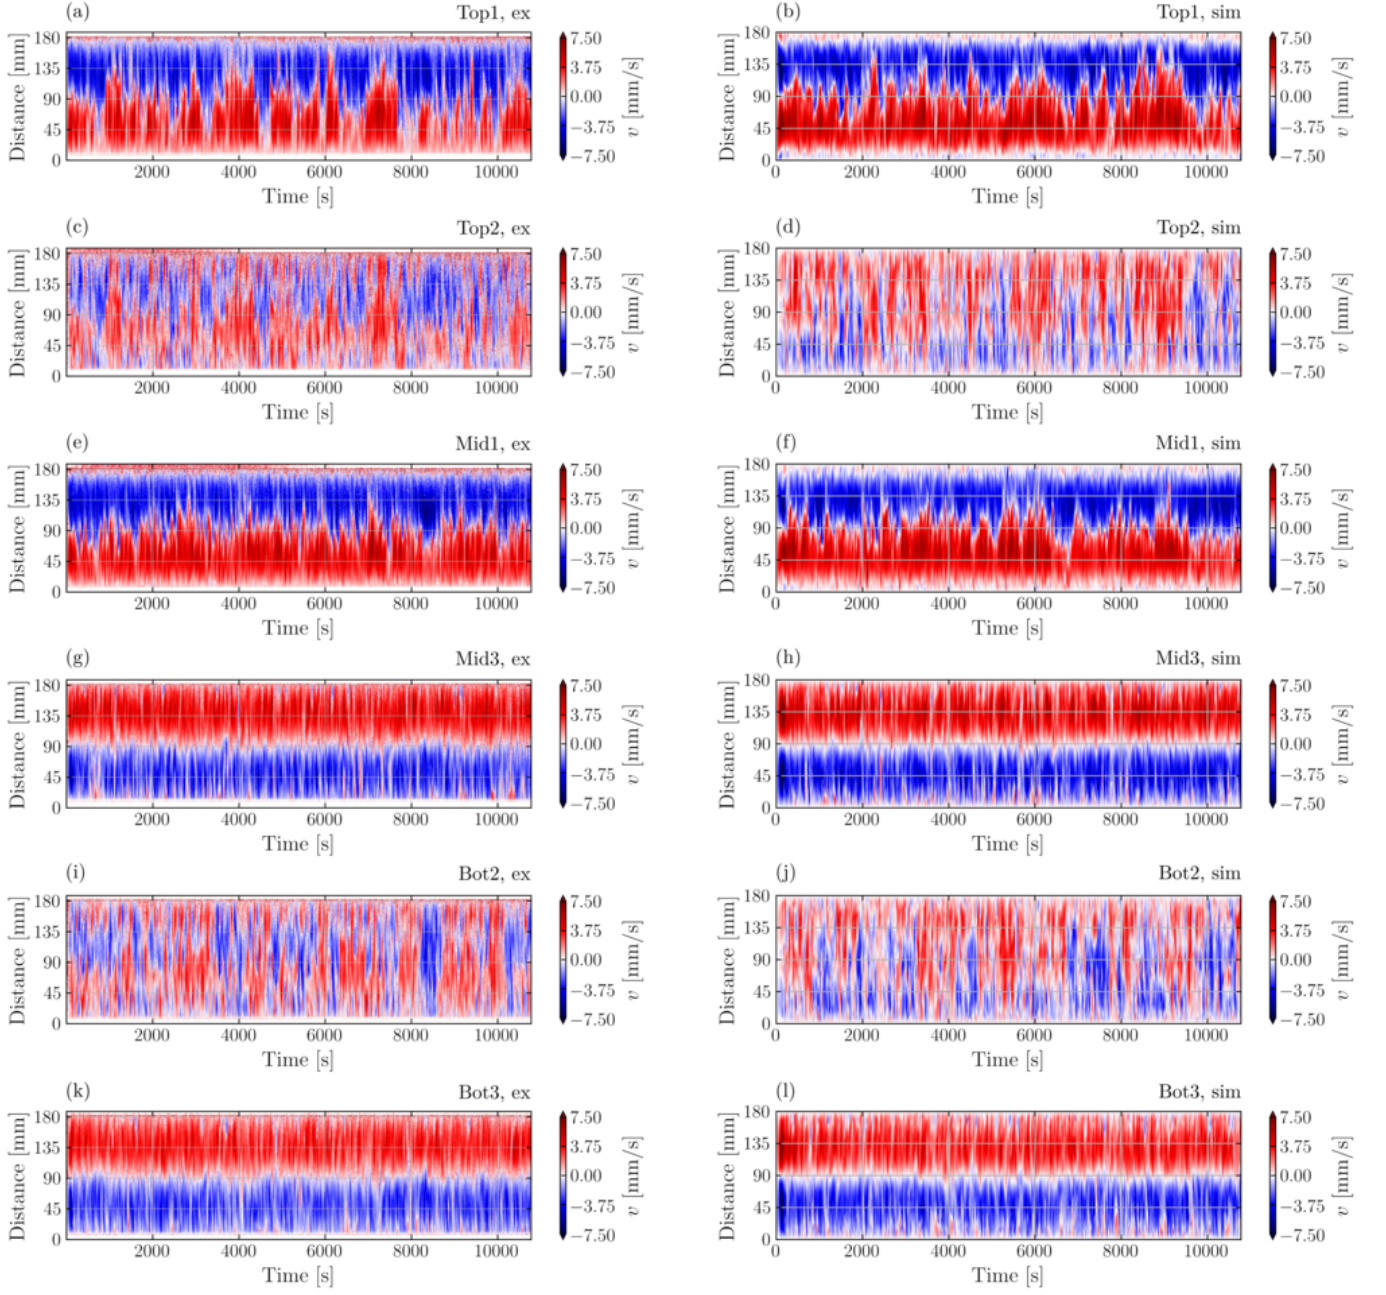 (a) Top1, ex (b) Top1, sim
Distance [mm] 180 135 90 45 0 7.50 3.75 0.00 −3.75 −7.50 v [mm/s] Distance [mm] 180 135 90 45 0 7.50 3.75 0.00 −3.75 −7.50 v [mm/s]
2000 4000 6000 8000 10000 0 2000 4000 6000 8000 10000
Time [s] Time [s]
(c) Top2, ex (d) Top2, sim
Distance [mm] 180 135 90 45 0 7.50 3.75 0.00 −3.75 −7.50 v [mm/s] Distance [mm] 180 135 90 45 0 7.50 3.75 0.00 −3.75 −7.50 v [mm/s]
2000 4000 6000 8000 10000 0 2000 4000 6000 8000 10000
Time [s] Time [s]
(e) Mid1, ex (f) Mid1, sim
Distance [mm] 180 135 90 45 0 7.50 3.75 0.00 −3.75 −7.50 v [mm/s] Distance [mm] 180 135 90 45 0 7.50 3.75 0.00 −3.75 −7.50 v [mm/s]
2000 4000 6000 8000 10000 0 2000 4000 6000 8000 10000
Time [s] Time [s]
(g) Mid3, ex (h) Mid3, sim
Distance [mm] 180 135 90 45 0 7.50 3.75 0.00 −3.75 −7.50 v [mm/s] Distance [mm] 180 135 90 45 0 7.50 3.75 0.00 −3.75 −7.50 v [mm/s]
2000 4000 6000 8000 10000 0 2000 4000 6000 8000 10000
Time [s] Time [s]
(i) Bot2, ex (j) Bot2, sim
Distance [mm] 180 135 90 45 0 7.50 3.75 0.00 −3.75 −7.50 v [mm/s] Distance [mm] 180 135 90 45 0 7.50 3.75 0.00 −3.75 −7.50 v [mm/s]
2000 4000 6000 8000 10000 0 2000 4000 6000 8000 10000
Time [s] Time [s]
(k) Bot3, ex (l) Bot3, sim
Distance [mm] 180 135 90 45 0 7.50 3.75 0.00 −3.75 −7.50 v [mm/s] Distance [mm] 180 135 90 45 0 7.50 3.75 0.00 −3.75 −7.50 v [mm/s]
2000 4000 6000 8000 10000 0 2000 4000 6000 8000 10000
Time [s] Time [s]